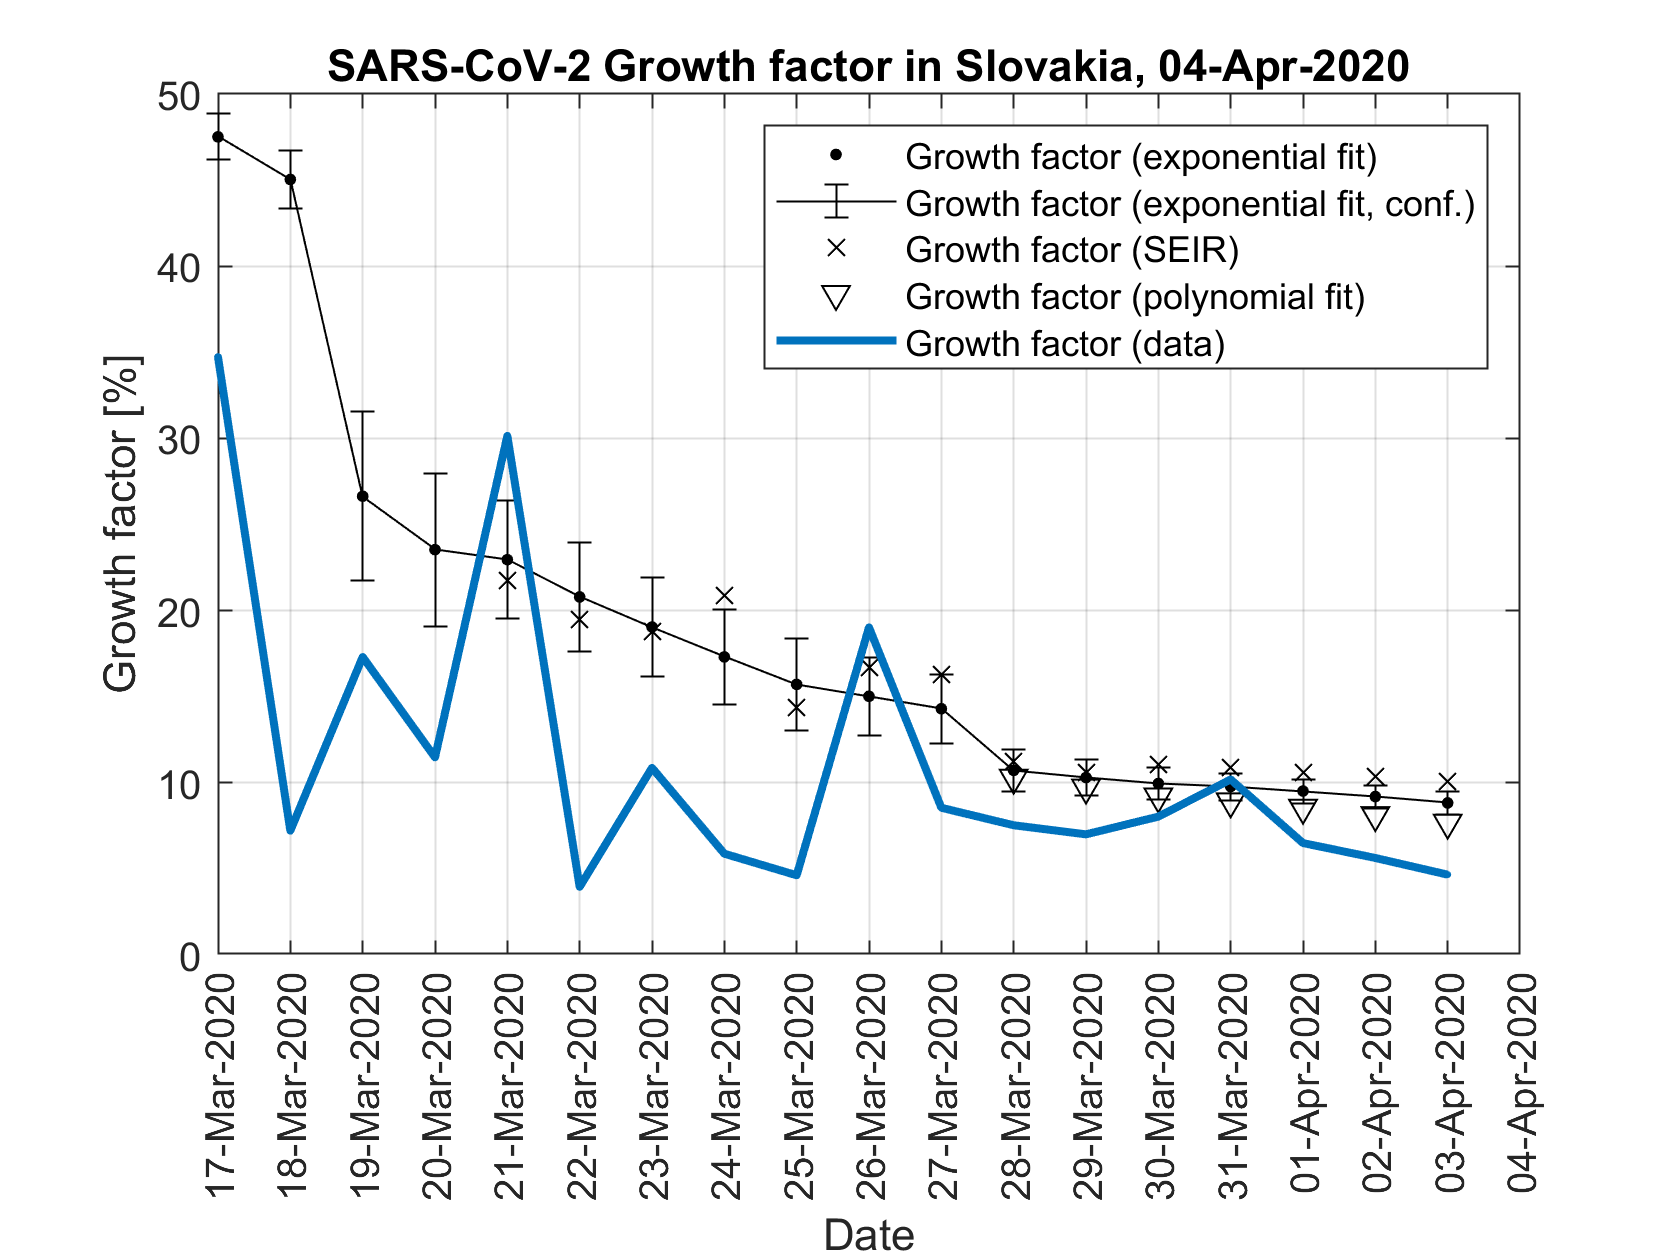 SARS-CoV-2 Growth factor in Slovakia, 04-Apr-2020
50
40
30
20
10
0
Growth factor [%]
Growth factor (exponential fit)
Growth factor (exponential fit, conf.)
Growth factor (SEIR)
Growth factor (polynomial fit)
Growth factor (data)
17-Mar-2020
18-Mar-2020
19-Mar-2020
20-Mar-2020
21-Mar-2020
22-Mar-2020
23-Mar-2020
24-Mar-2020
25-Mar-2020
26-Mar-2020
27-Mar-2020
28-Mar-2020
29-Mar-2020
30-Mar-2020
31-Mar-2020
01-Apr-2020
02-Apr-2020
03-Apr-2020
04-Apr-2020
Date